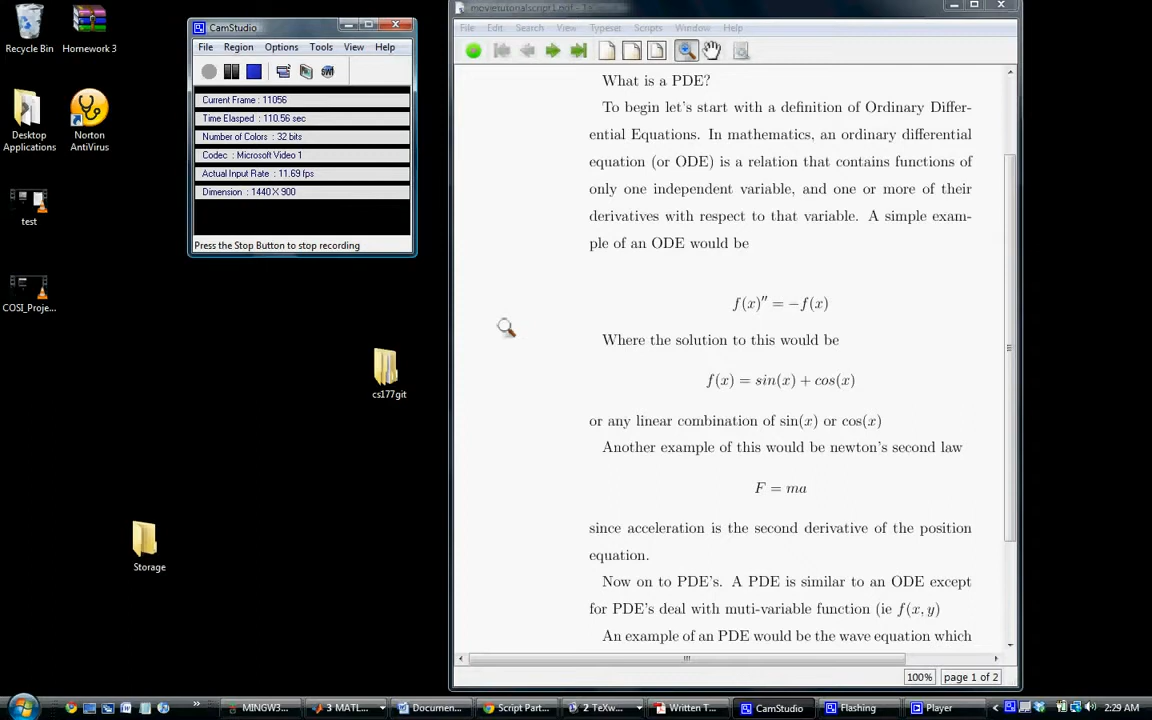 Recycle Bin
Homework 3
Desktop
Applications
Norton
AntiVirus
test
COSI_Proje...
cs177git
Storage
CamStudio
File Region Options Tools View Help
Current Frame : 11056
Time Elasped : 110.56 sec
Number of Colors : 32 bits
Codec : Microsoft Video 1
Actual Input Rate : 11.69 fps
Dimension : 1440 X 900
Press the Stop Button to stop recording
File Edit Search View Typeset Scripts Window Help
What is a PDE?
To begin let's start with a definition of Ordinary Differ-
ential Equations. In mathematics, an ordinary differential
equation (or ODE) is a relation that contains functions of
only one independent variable, and one or more of their
derivatives with respect to that variable. A simple exam-
ple of an ODE would be
f(x)″ = −f(x)
Where the solution to this would be
f(x) = sin(x) + cos(x)
or any linear combination of sin(x) or cos(x)
Another example of this would be newton's second law
F = ma
since acceleration is the second derivative of the position
equation.
Now on to PDE's. A PDE is similar to an ODE except
for PDE's deal with muti-variable function (ie f(x, y)
An example of an PDE would be the wave equation which
100% page 1 of 2
MINGW3... 3 MATL... Documen... Script Part... 2 TeXw... Written T... CamStudio Flashing Player 2:29 AM